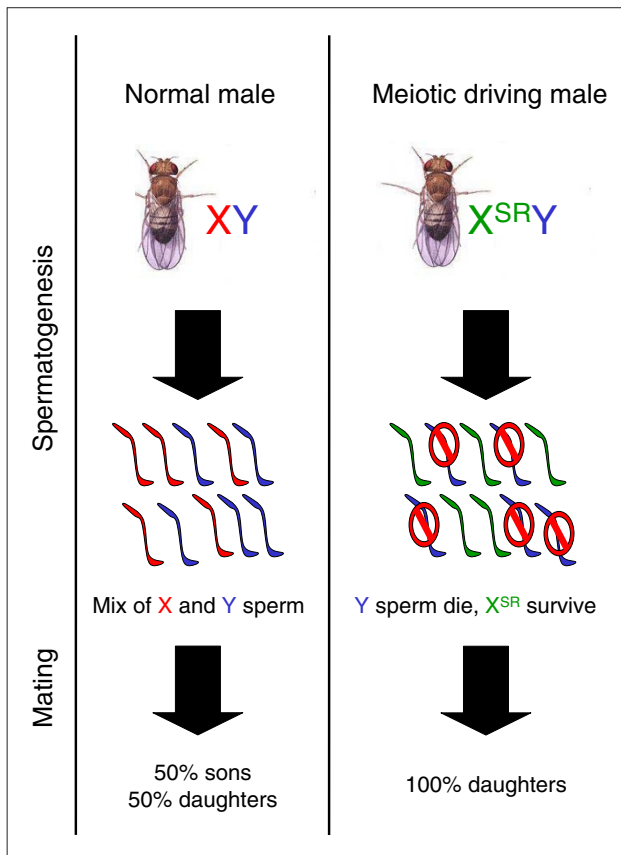 Normal male
Meiotic driving male
XY
XˢᴿY
Spermatogenesis
Mix of X and Y sperm
Y sperm die, Xˢᴿ survive
Mating
50% sons
50% daughters
100% daughters